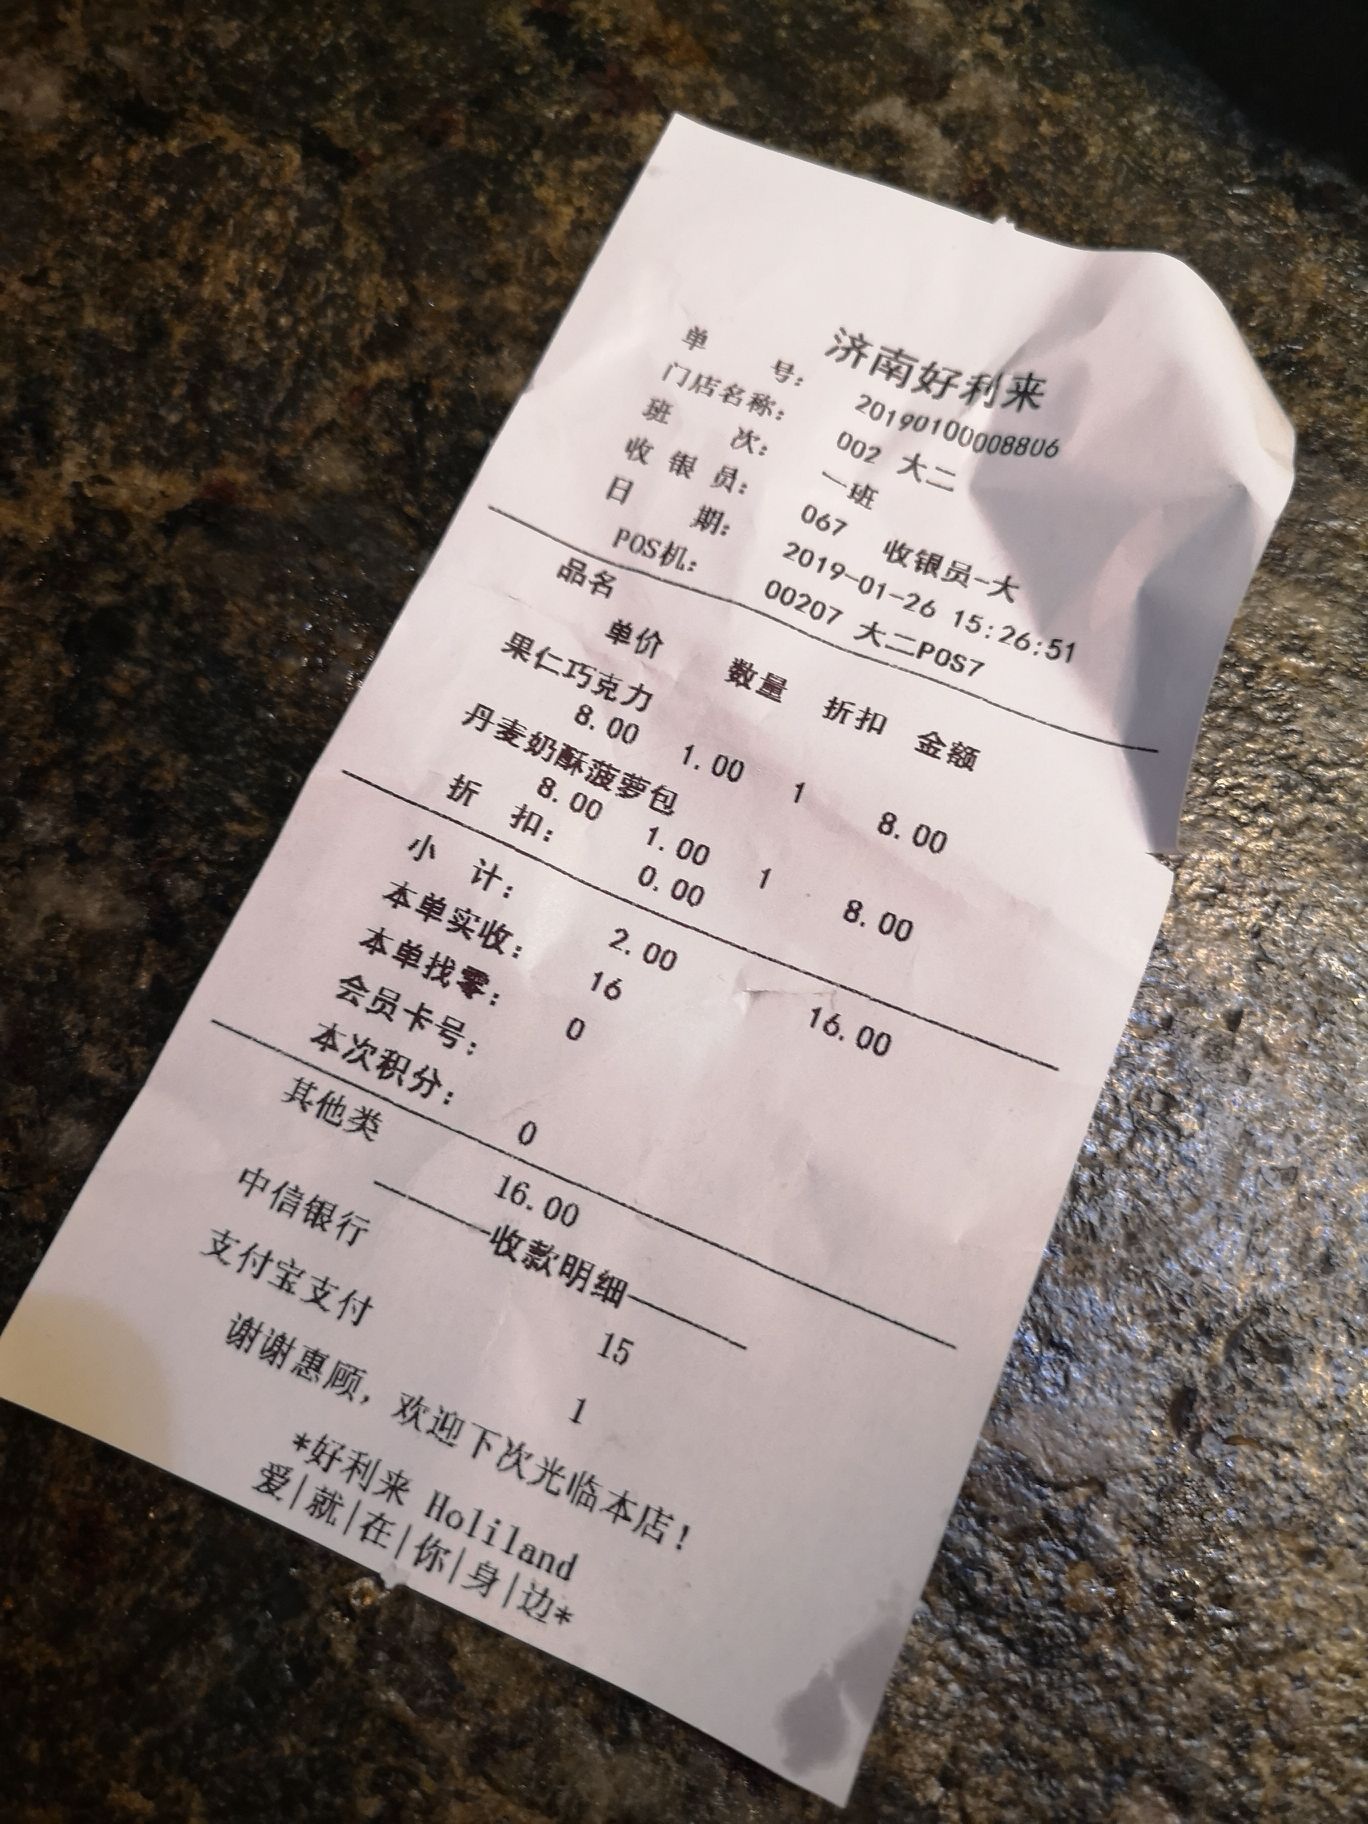 济南好利来
单 号: 20190100008806
门店名称: 002 大二
班 次: 一班
收 银 员: 067 收银员-大
日 期: 2019-01-26 15:26:51
POS机: 00207 大二POS7
品名
单价 数量 折扣 金额
果仁巧克力
8.00 1.00 1 8.00
丹麦奶酥菠萝包
8.00 1.00 1 8.00
折 扣: 0.00
小 计: 2.00 16.00
本单实收: 16
本单找零: 0
会员卡号:
本次积分: 0
其他类 16.00
收款明细
中信银行 15
支付宝支付 1
谢谢惠顾, 欢迎下次光临本店!
*好利来 Holiland
爱|就|在|你|身|边*